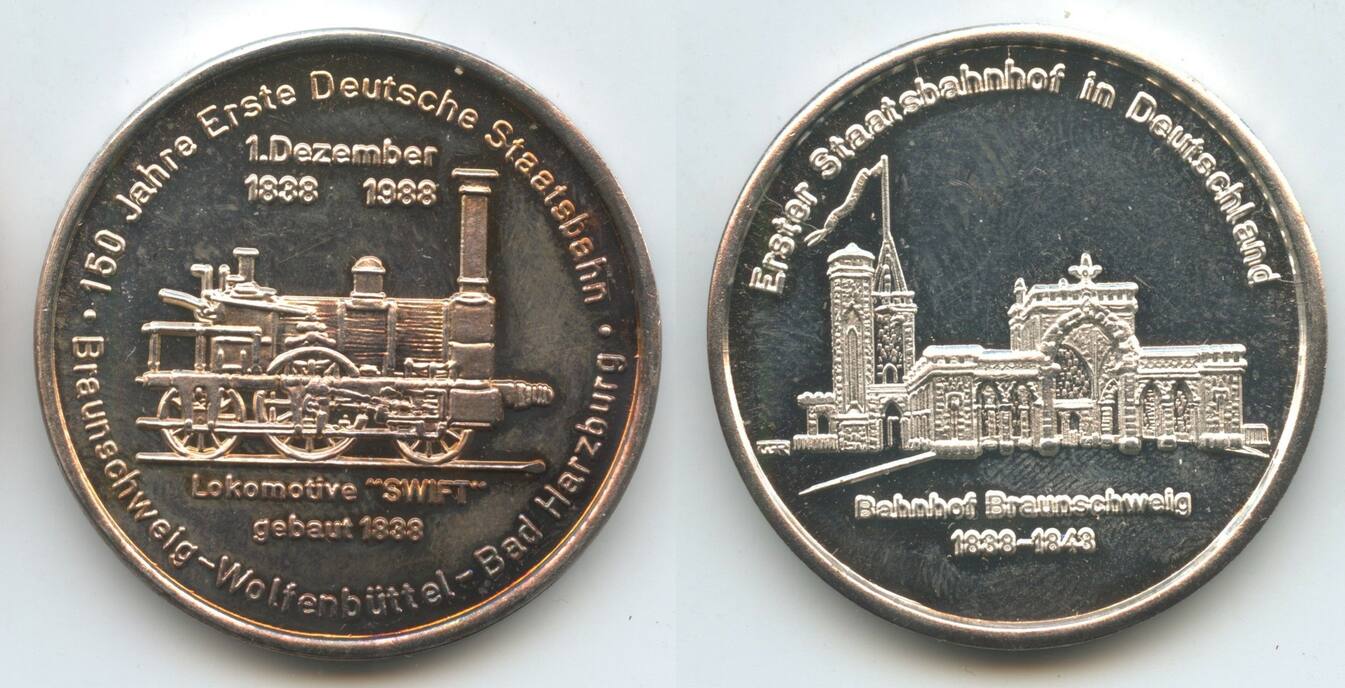 150 Jahre Erste Deutsche Staatsbahn
1.Dezember
1838 1988
Lokomotive "SWIFT"
gebaut 1838
Braunschweig-Wolfenbüttel-Bad Harzburg
Erster Staatsbahnhof in Deutschland
Bahnhof Braunschweig
1838-1843